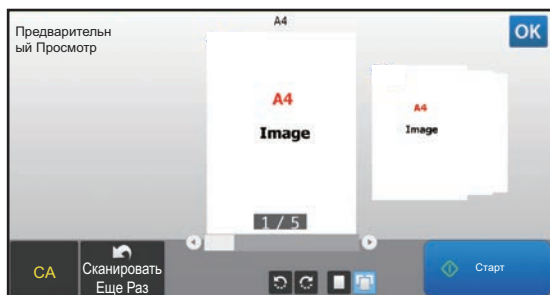 Предварительн
ый Просмотр
A4
OK
A4
Image
A4
Image
1 / 5
CA
Сканировать
Еще Раз
Старт